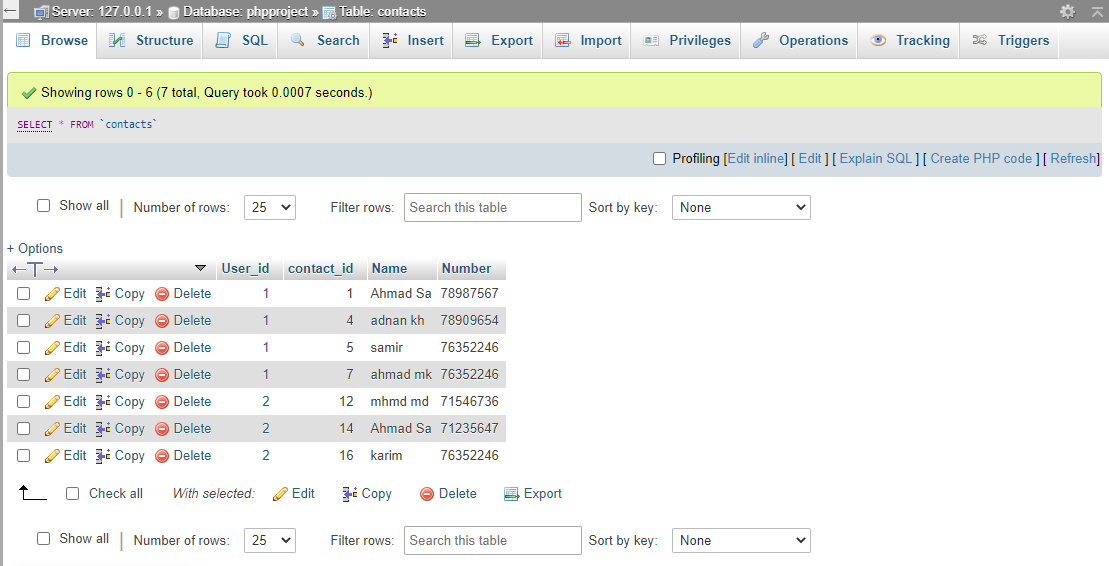 Server: 127.0.0.1 » Database: phpproject » Table: contacts
Browse Structure SQL Search Insert Export Import Privileges Operations Tracking Triggers
Showing rows 0 - 6 (7 total, Query took 0.0007 seconds.)
SELECT * FROM `contacts`
Profiling [Edit inline] [ Edit ] [ Explain SQL ] [ Create PHP code ] [ Refresh]
Show all | Number of rows: 25 Filter rows: Search this table Sort by key: None
+ Options
←T→ User_id contact_id Name Number
Edit Copy Delete 1 1 Ahmad Sa 78987567
Edit Copy Delete 1 4 adnan kh 78909654
Edit Copy Delete 1 5 samir 76352246
Edit Copy Delete 1 7 ahmad mk 76352246
Edit Copy Delete 2 12 mhmd md 71546736
Edit Copy Delete 2 14 Ahmad Sa 71235647
Edit Copy Delete 2 16 karim 76352246
Check all With selected: Edit Copy Delete Export
Show all | Number of rows: 25 Filter rows: Search this table Sort by key: None